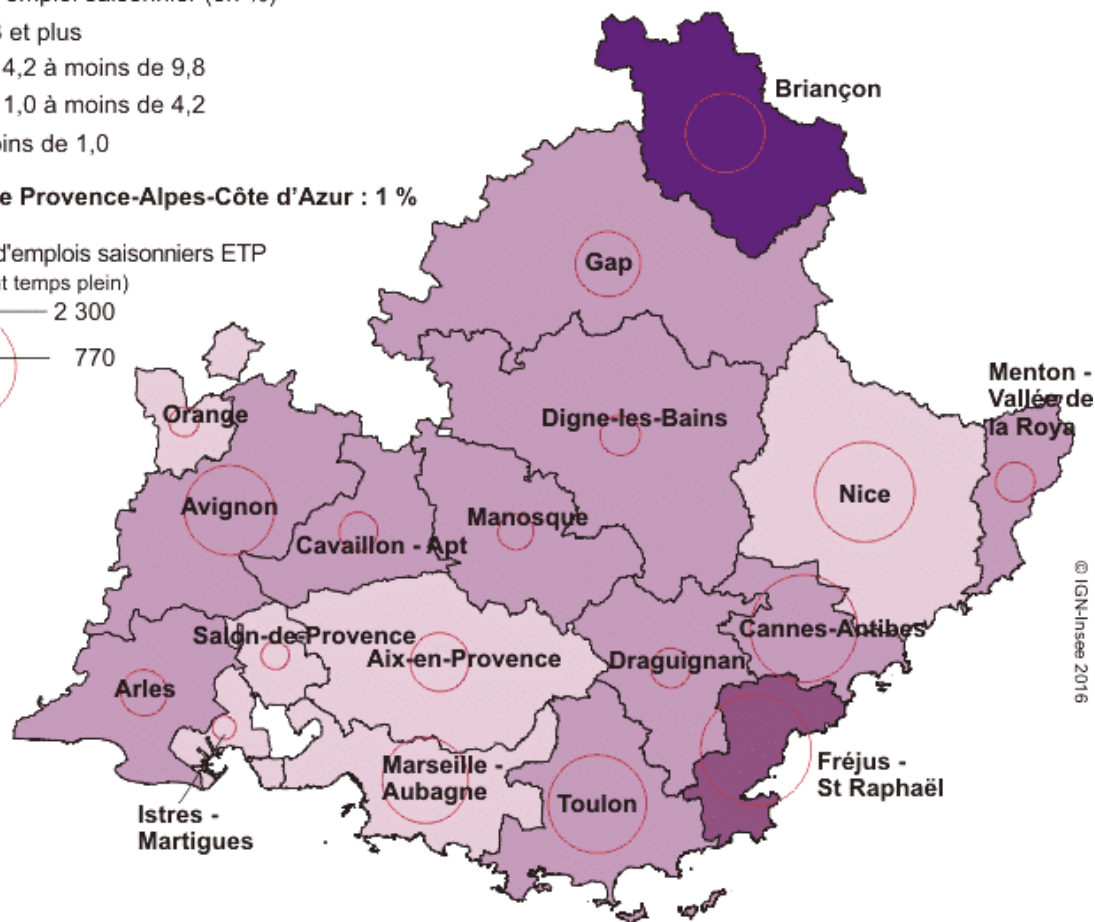 emploi saisonnier (en %)
et plus
4,2 à moins de 9,8
1,0 à moins de 4,2
de 1,0
Provence-Alpes-Côte d'Azur : 1 %
d'emplois saisonniers ETP
temps plein)
2 300
770
Briançon
Gap
Menton -
Vallée de
la Roya
Orange
Digne-les-Bains
Avignon
Nice
Manosque
Cavaillon - Apt
Cannes-Antibes
Salon-de-Provence
Aix-en-Provence
Draguignan
Arles
Marseille -
Aubagne
Toulon
Fréjus -
St Raphaël
Istres -
Martigues
© IGN-Insee 2016